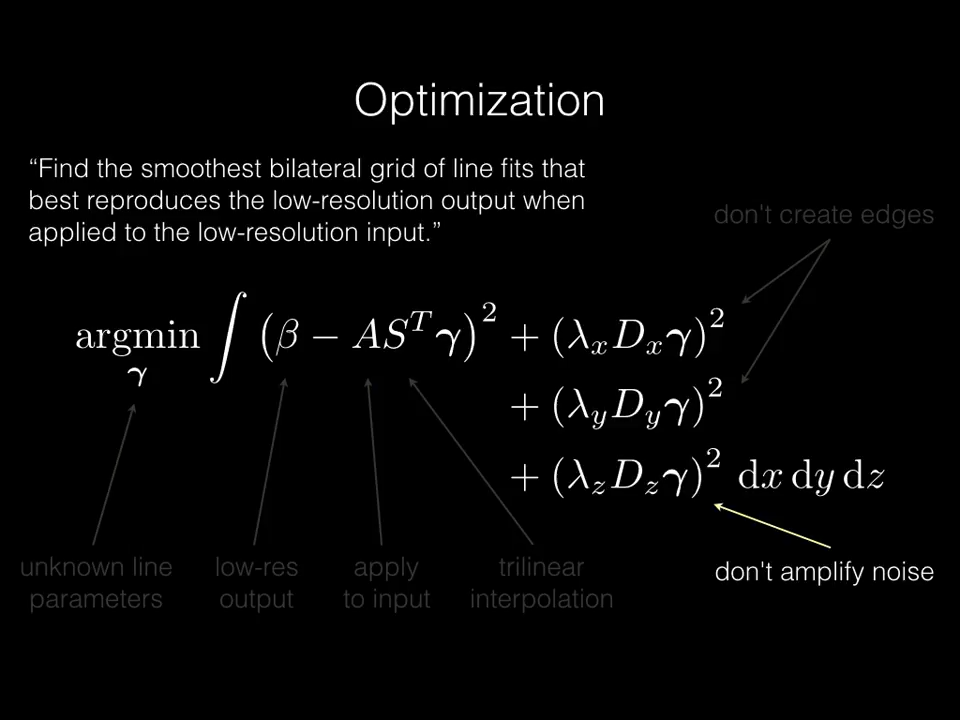 Optimization
“Find the smoothest bilateral grid of line fits that
best reproduces the low-resolution output when
applied to the low-resolution input.”
don't create edges
argmin_γ ∫ (β − AS^T γ)^2 + (λ_x D_x γ)^2
+ (λ_y D_y γ)^2
+ (λ_z D_z γ)^2 dx dy dz
unknown line
parameters
low-res
output
apply
to input
trilinear
interpolation
don't amplify noise